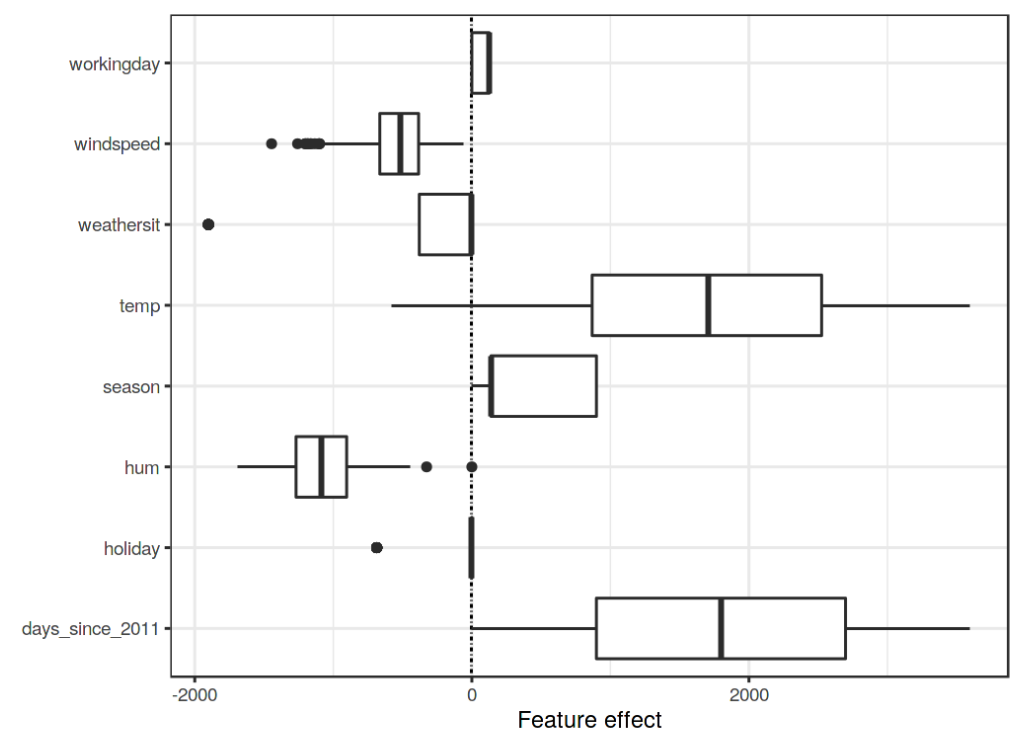 workingday
windspeed
weathersit
temp
season
hum
holiday
days_since_2011
-2000 0 2000
Feature effect